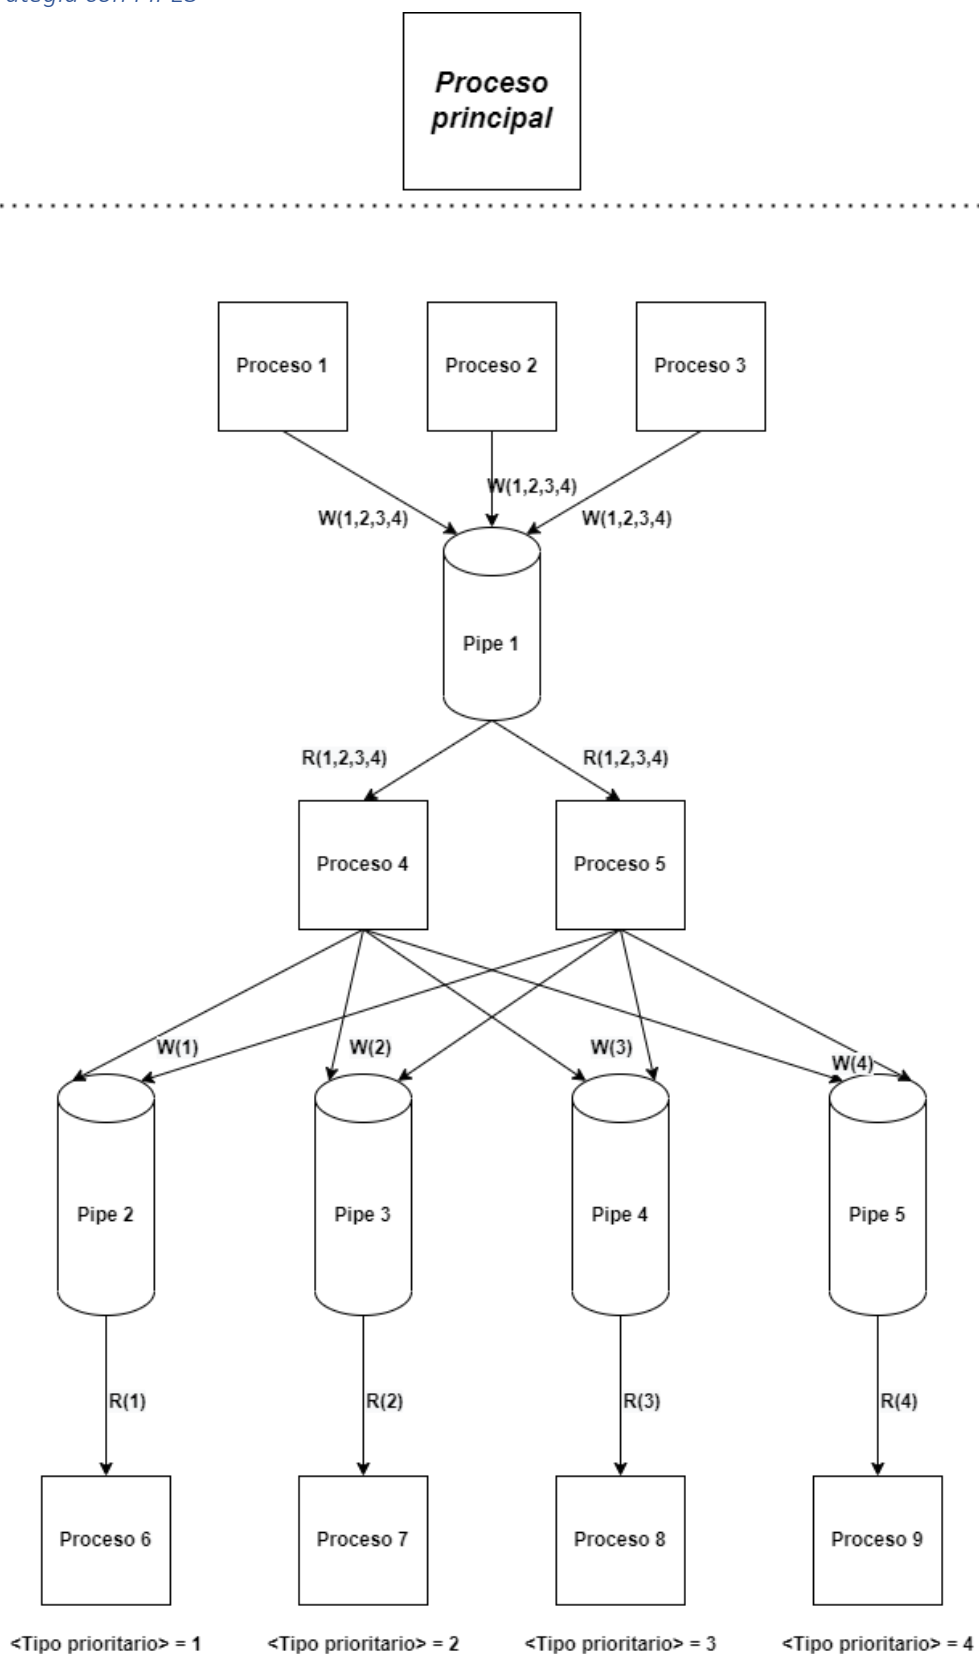 Proceso
principal
Proceso 1
Proceso 2
Proceso 3
W(1,2,3,4)
W(1,2,3,4)
W(1,2,3,4)
Pipe 1
R(1,2,3,4)
R(1,2,3,4)
Proceso 4
Proceso 5
W(1)
W(2)
W(3)
W(4)
Pipe 2
Pipe 3
Pipe 4
Pipe 5
R(1)
R(2)
R(3)
R(4)
Proceso 6
Proceso 7
Proceso 8
Proceso 9
<Tipo prioritario> = 1
<Tipo prioritario> = 2
<Tipo prioritario> = 3
<Tipo prioritario> = 4